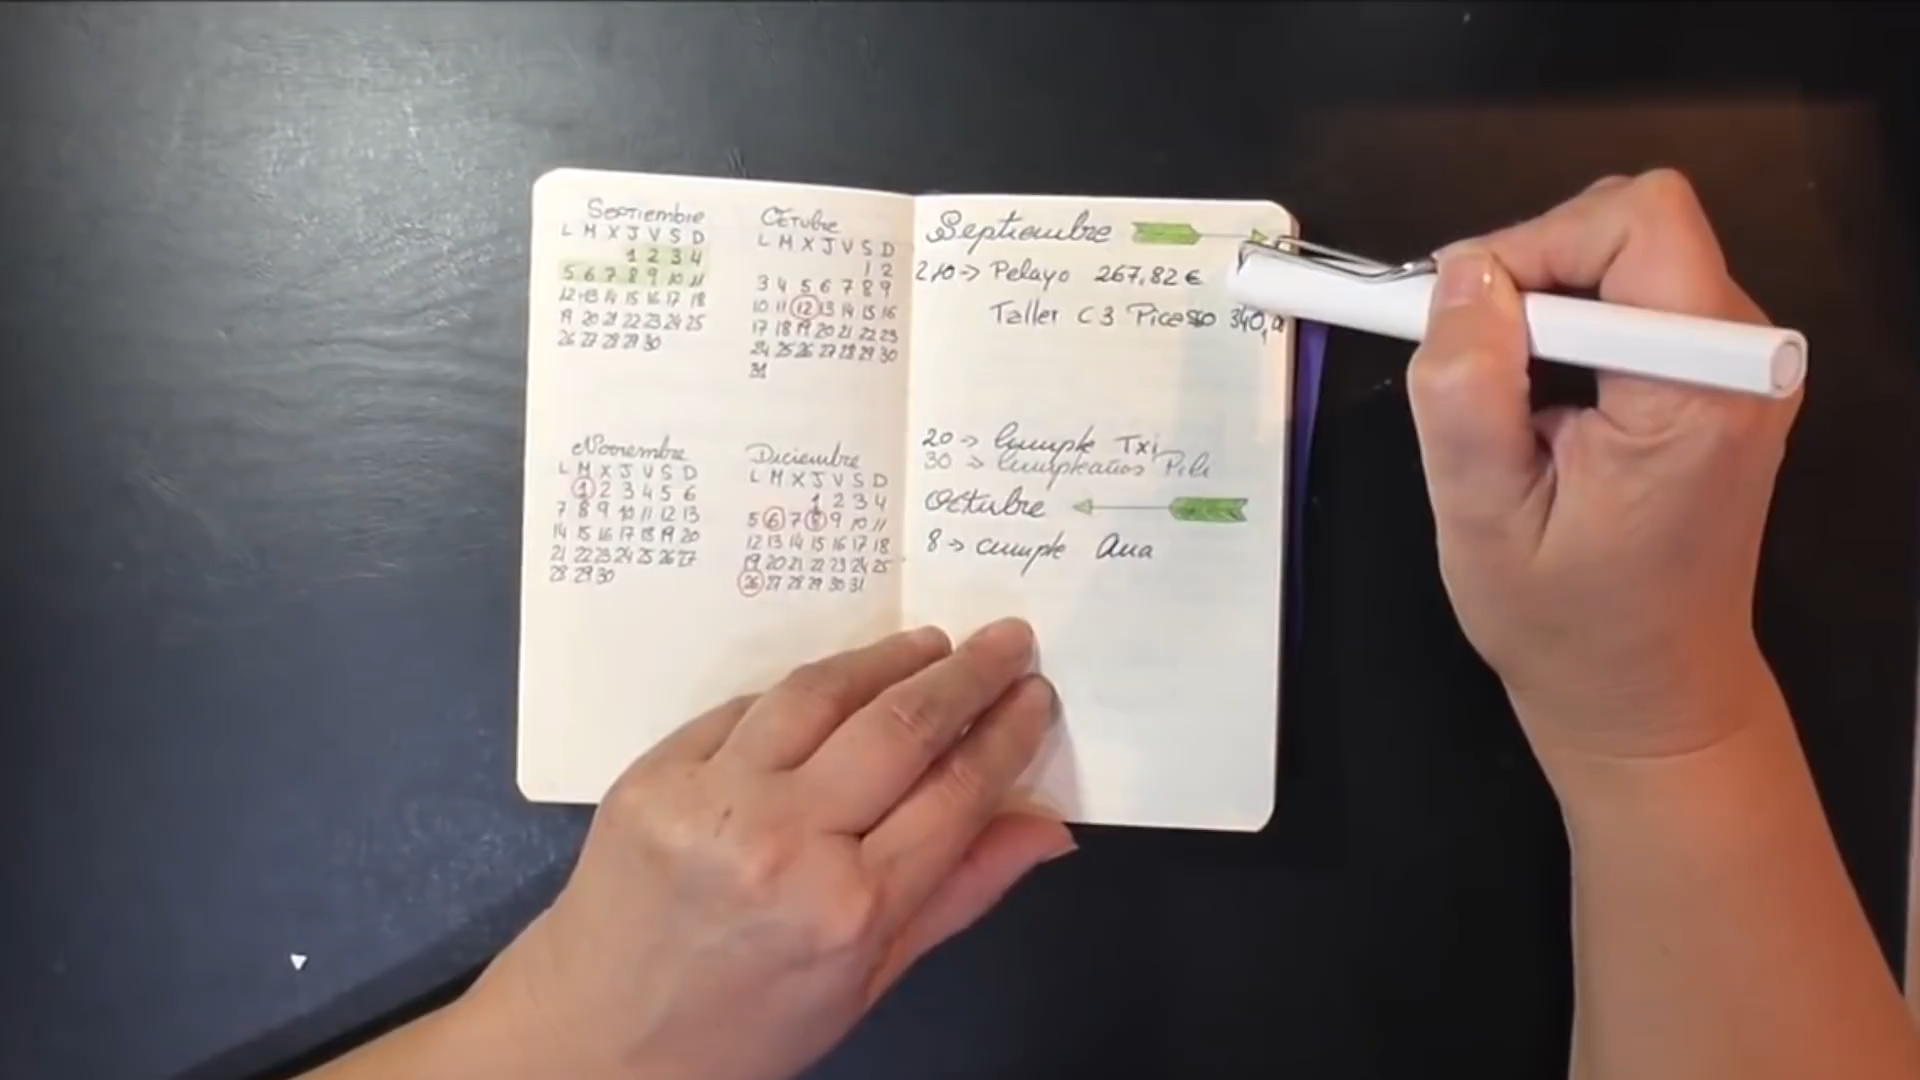 Septiembre
L M X J V S D
1 2 3 4
5 6 7 8 9 10 11
12 13 14 15 16 17 18
19 20 21 22 23 24 25
26 27 28 29 30
Octubre
L M X J V S D
1 2
3 4 5 6 7 8 9
10 11 12 13 14 15 16
17 18 19 20 21 22 23
24 25 26 27 28 29 30
31
Noviembre
L M X J V S D
1 2 3 4 5 6
7 8 9 10 11 12 13
14 15 16 17 18 19 20
21 22 23 24 25 26 27
28 29 30
Diciembre
L M X J V S D
1 2 3 4
5 6 7 8 9 10 11
12 13 14 15 16 17 18
19 20 21 22 23 24 25
26 27 28 29 30 31
Septiembre
-> Pelayo 267,82 €
Taller C3 Picasso
20 -> Cumple Txi
30 -> Cumpleaños Pili
Octubre
8 -> cumple Ana